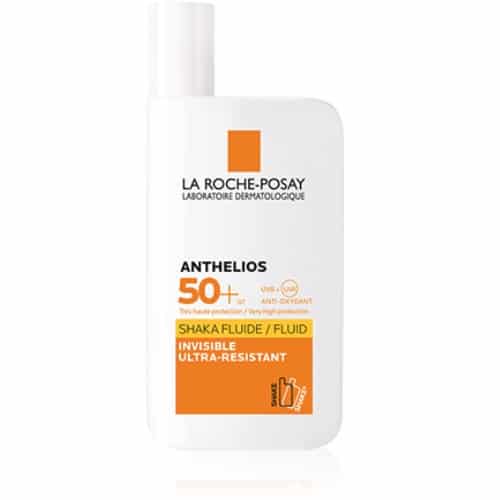 LA ROCHE-POSAY
LABORATOIRE DERMATOLOGIQUE
ANTHELIOS
50+
UVB + UVA
ANTI-OXYDANT
Très haute protection / Very High protection
SHAKA FLUIDE / FLUID
INVISIBLE
ULTRA-RESISTANT
SHAKE
SHAKE